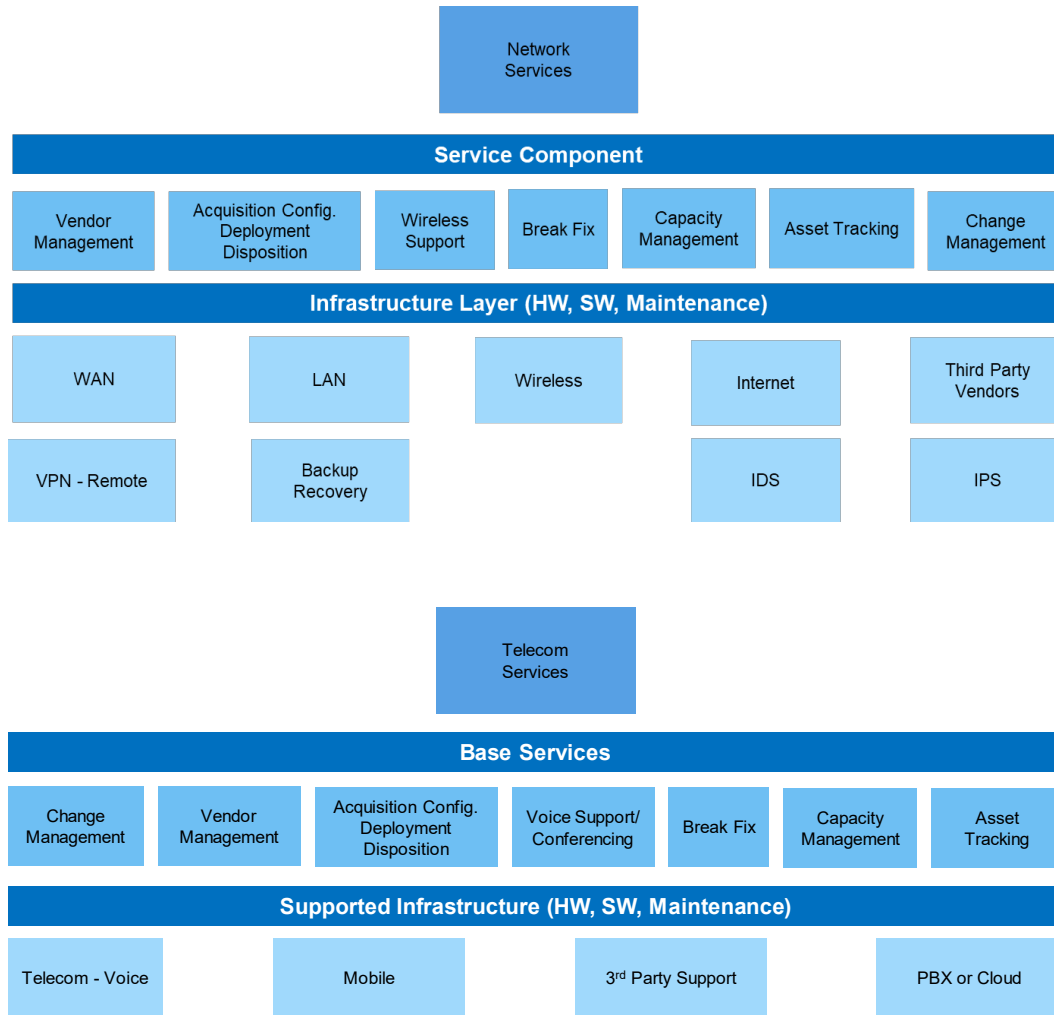 Network
Services
Service Component
Vendor
Management
Acquisition Config.
Deployment
Disposition
Wireless
Support
Break Fix
Capacity
Management
Asset Tracking
Change
Management
Infrastructure Layer (HW, SW, Maintenance)
WAN
LAN
Wireless
Internet
Third Party
Vendors
VPN - Remote
Backup
Recovery
IDS
IPS
Telecom
Services
Base Services
Change
Management
Vendor
Management
Acquisition Config.
Deployment
Disposition
Voice Support/
Conferencing
Break Fix
Capacity
Management
Asset
Tracking
Supported Infrastructure (HW, SW, Maintenance)
Telecom - Voice
Mobile
3rd Party Support
PBX or Cloud